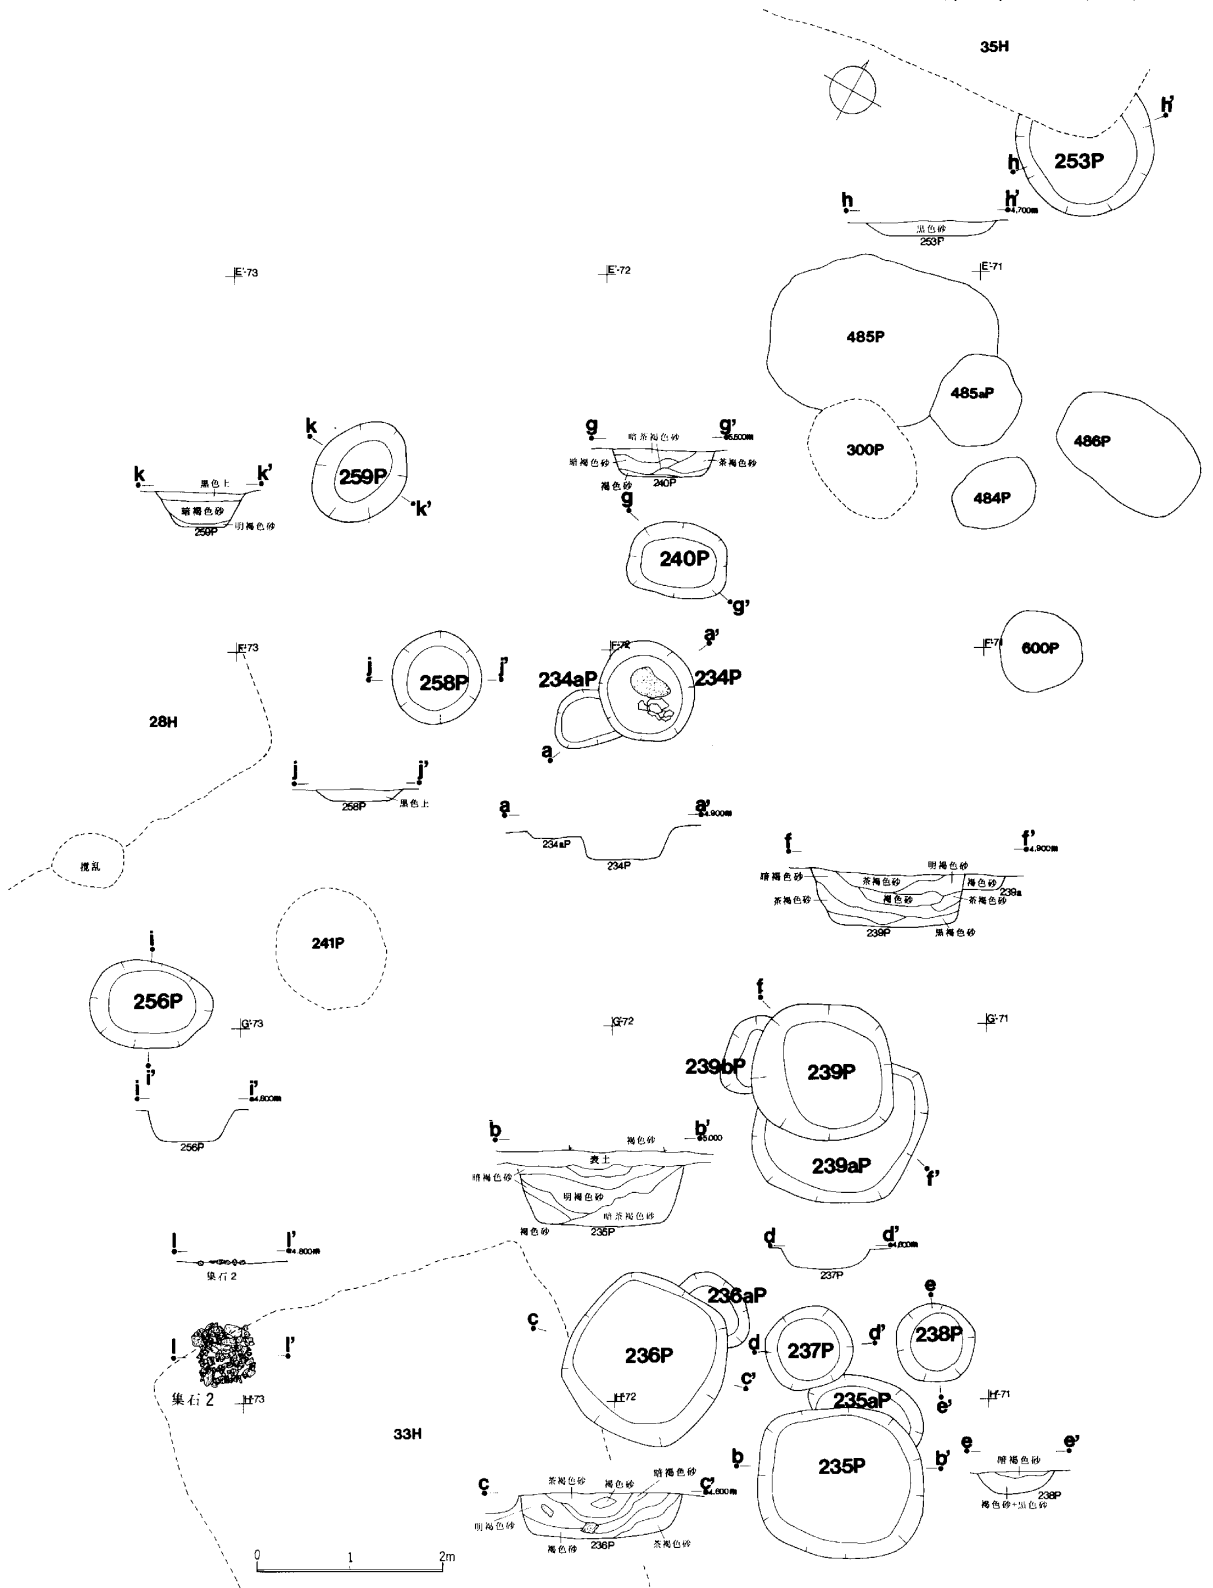 35H
h'
253P
h
h
h'
4.700m
黒色砂
253P
E'-73
E'-72
E'-71
485P
485aP
300P
486P
484P
k
259P
k'
k
k'
黒色土
暗褐色砂
明褐色砂
259P
g
g'
5.500m
暗茶褐色砂
暗褐色砂
茶褐色砂
褐色砂
240P
g
240P
g'
F'-73
F'-72
F'-71
600P
28H
j
258P
j'
234aP
234P
a'
a
j
j'
258P
黒色土
a
a'
4.900m
234aP
234P
撹乱
f
f'
4.900m
明褐色砂
暗褐色砂
茶褐色砂
褐色砂
茶褐色砂
褐色砂
239a
茶褐色砂
239P
黒褐色砂
241P
i
256P
i'
G'-73
G'-72
G'-71
f
239bP
239P
239aP
f'
i
i'
4.800m
256P
b
b'
5.000
褐色砂
表土
暗褐色砂
明褐色砂
暗茶褐色砂
褐色砂
235P
l
l'
4.800m
集石2
d
d'
4.800m
237P
l
l'
集石2
H'-73
H'-72
H'-71
c
236aP
236P
c'
d
237P
d'
e
238P
e'
235aP
33H
b
235P
b'
e
e'
暗褐色砂
238P
褐色砂+黒色砂
c
c'
4.800m
茶褐色砂
褐色砂
暗褐色砂
明褐色砂
褐色砂
236P
茶褐色砂
0
1
2m